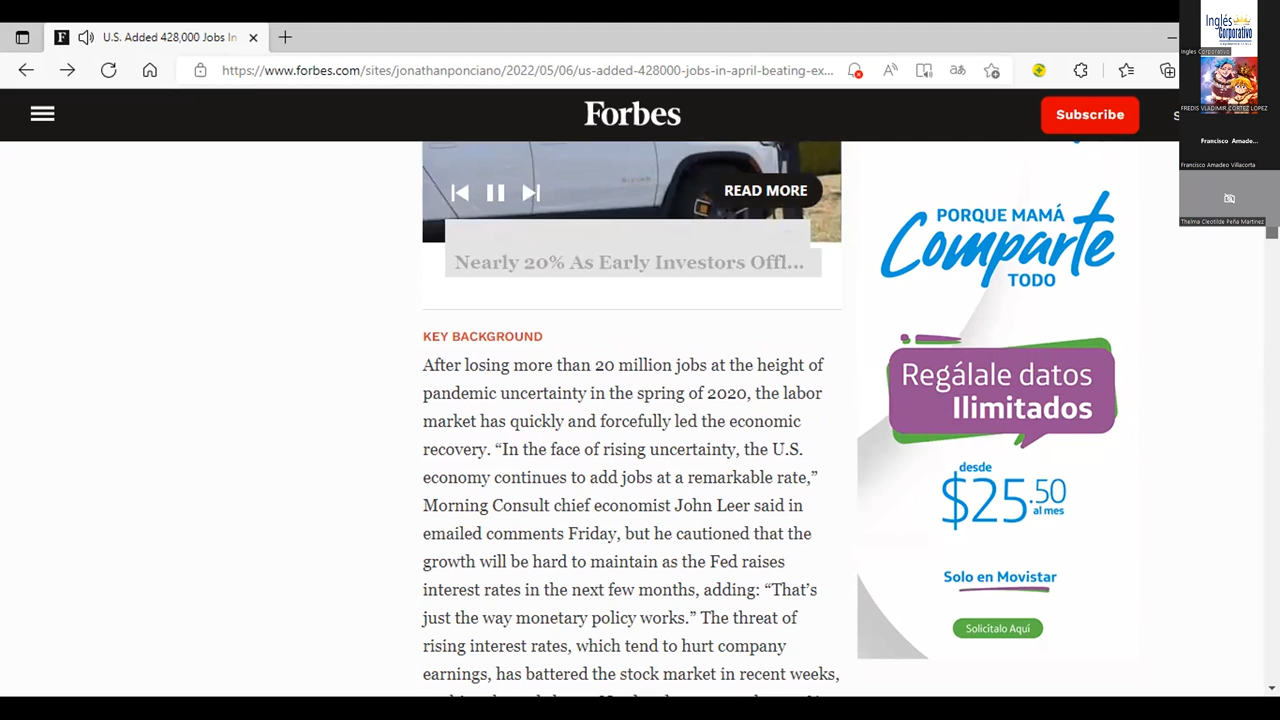 U.S. Added 428,000 Jobs In
https://www.forbes.com/sites/jonathanponciano/2022/05/06/us-added-428000-jobs-in-april-beating-ex...
Forbes
Subscribe
READ MORE
Nearly 20% As Early Investors Offl...
KEY BACKGROUND
After losing more than 20 million jobs at the height of
pandemic uncertainty in the spring of 2020, the labor
market has quickly and forcefully led the economic
recovery. “In the face of rising uncertainty, the U.S.
economy continues to add jobs at a remarkable rate,”
Morning Consult chief economist John Leer said in
emailed comments Friday, but he cautioned that the
growth will be hard to maintain as the Fed raises
interest rates in the next few months, adding: “That’s
just the way monetary policy works.” The threat of
rising interest rates, which tend to hurt company
earnings, has battered the stock market in recent weeks,
PORQUE MAMÁ
Comparte
TODO
Regálale datos
Ilimitados
desde
$25.50
al mes
Solo en Movistar
Solicítalo Aquí
Inglés
Corporativo
Ingles Corporativo
FREDIS VLADIMIR CORTEZ LOPEZ
Francisco Amado...
Francisco Amadeo Villacorta
Thelma Cleotilde Peña Martinez